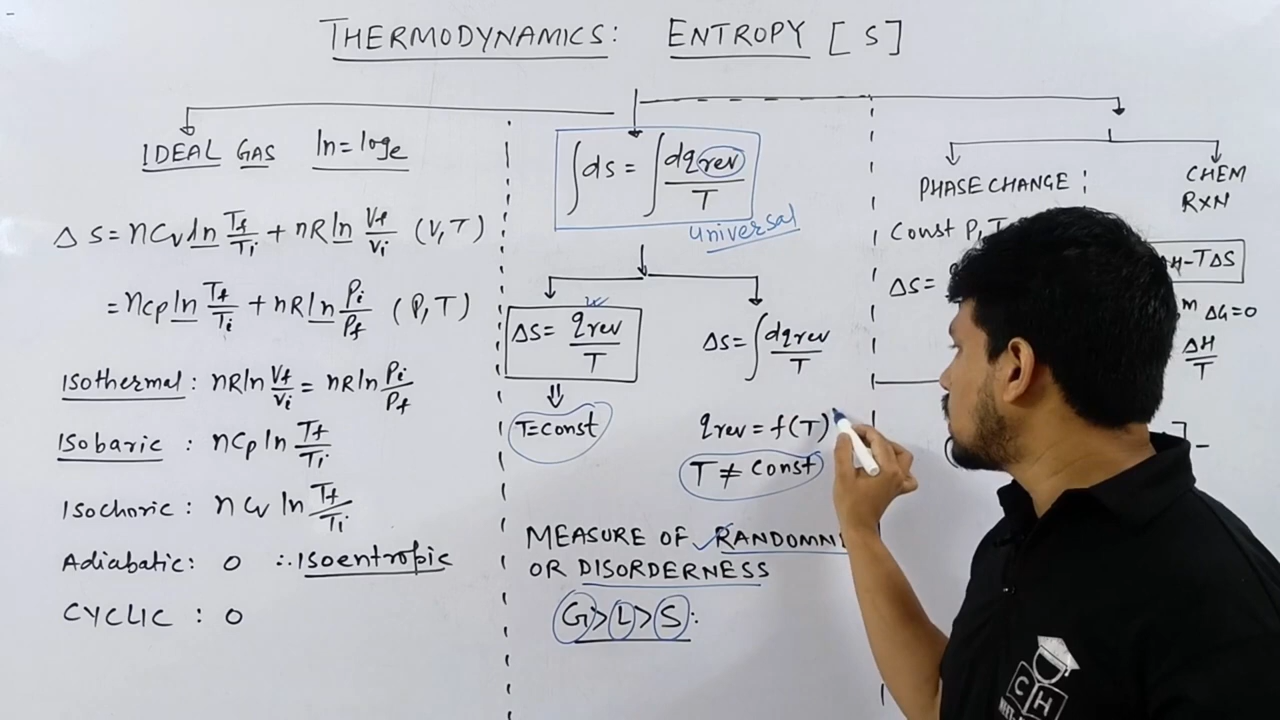 THERMODYNAMICS: ENTROPY [S]
IDEAL GAS ln=logₑ
ΔS = nCv ln Tf/Ti + nR ln Vf/Vi (V,T)
= nCp ln Tf/Ti + nR ln Pi/Pf (P,T)
Isothermal: nR ln Vf/Vi = nR ln Pi/Pf
Isobaric: nCp ln Tf/Ti
Isochoric: nCv ln Tf/Ti
Adiabatic: 0 ∴ Isoentropic
CYCLIC: 0
∫ds = ∫dqrev/T
universal
ΔS = qrev/T
T=Const
ΔS = ∫dqrev/T
qrev = f(T)
T ≠ Const
MEASURE OF RANDOMN
OR DISORDERNESS
G>L>S:
PHASE CHANGE:
Const P, T
ΔS=
CHEM
RXN
-TΔS
ΔG=0
ΔH/T
CH